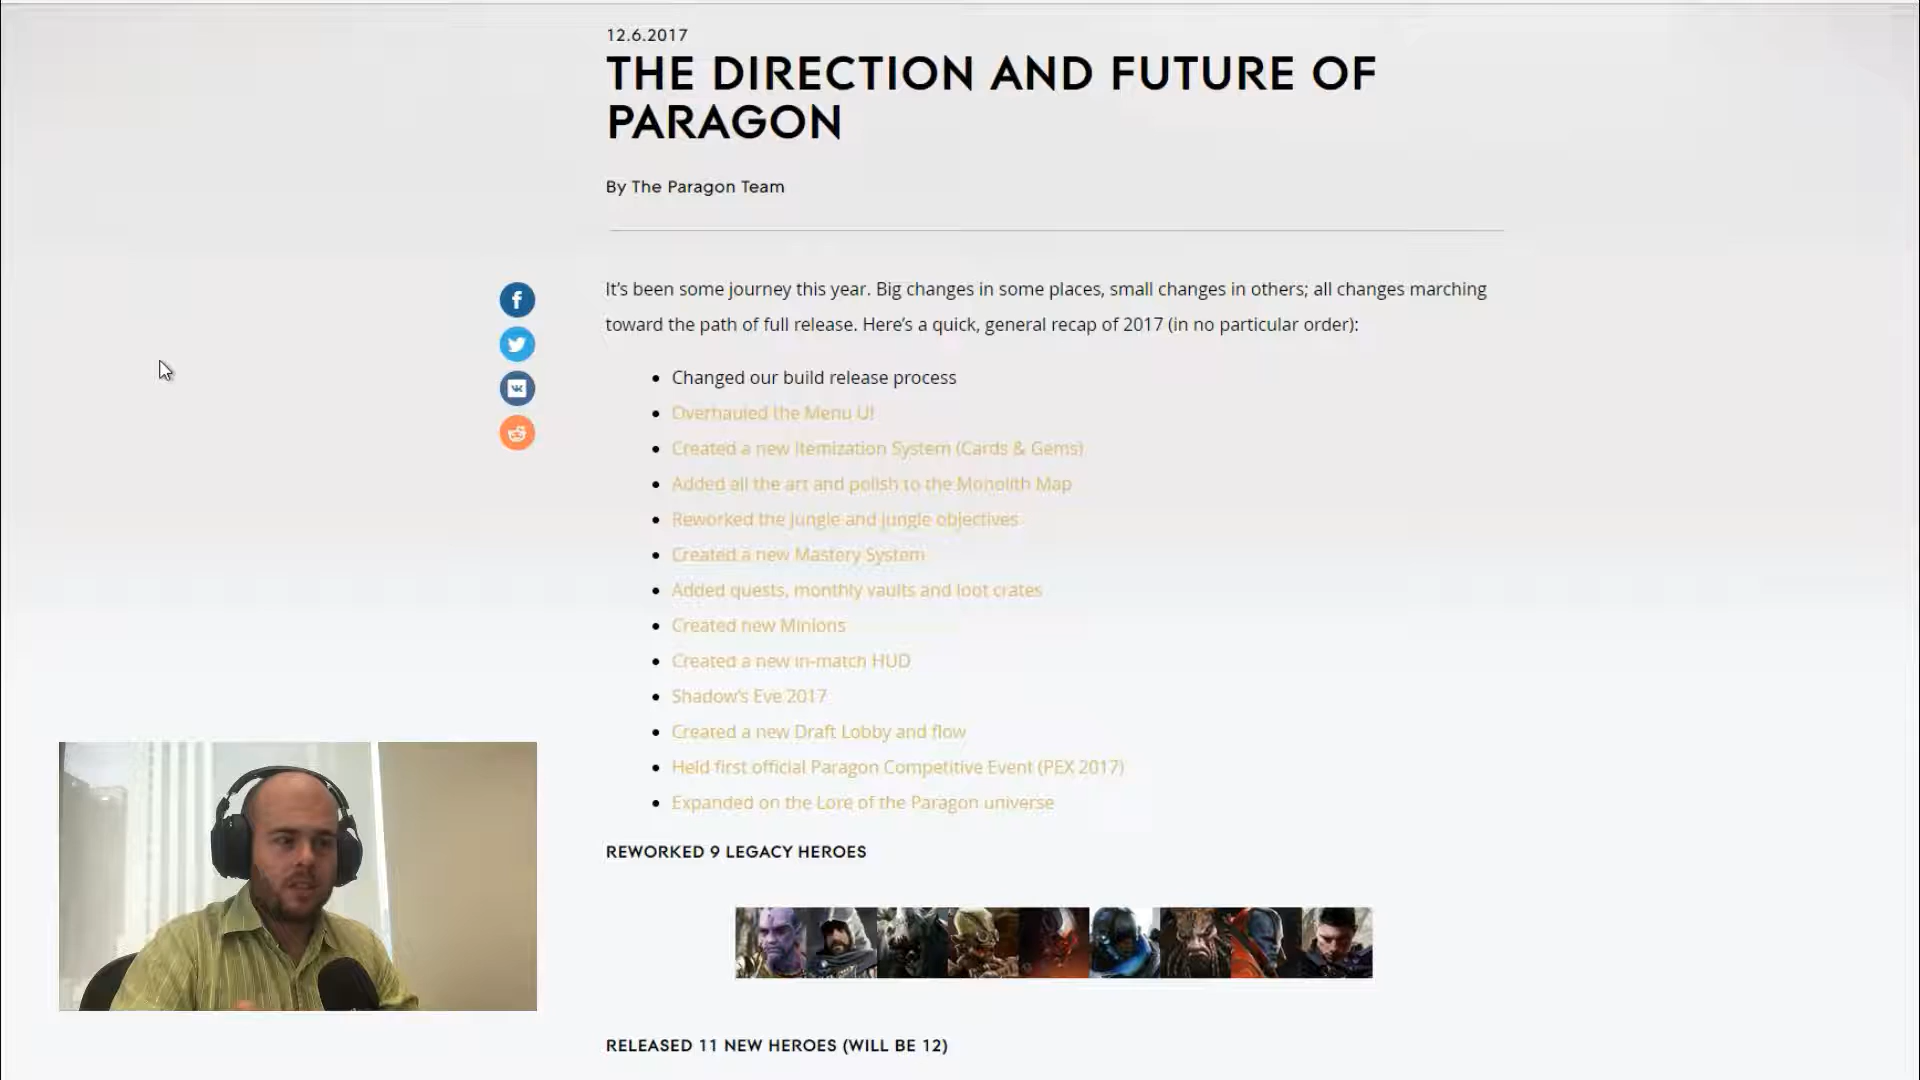 12.6.2017
THE DIRECTION AND FUTURE OF
PARAGON
By The Paragon Team
It's been some journey this year. Big changes in some places, small changes in others; all changes marching
toward the path of full release. Here's a quick, general recap of 2017 (in no particular order):
Changed our build release process
Overhauled the Menu UI
Created a new Itemization System (Cards & Gems)
Added all the art and polish to the Monolith Map
Reworked the jungle and jungle objectives
Created a new Mastery System
Added quests, monthly vaults and loot crates
Created new Minions
Created a new in-match HUD
Shadow's Eve 2017
Created a new Draft Lobby and flow
Held first official Paragon Competitive Event (PEX 2017)
Expanded on the Lore of the Paragon universe
REWORKED 9 LEGACY HEROES
RELEASED 11 NEW HEROES (WILL BE 12)